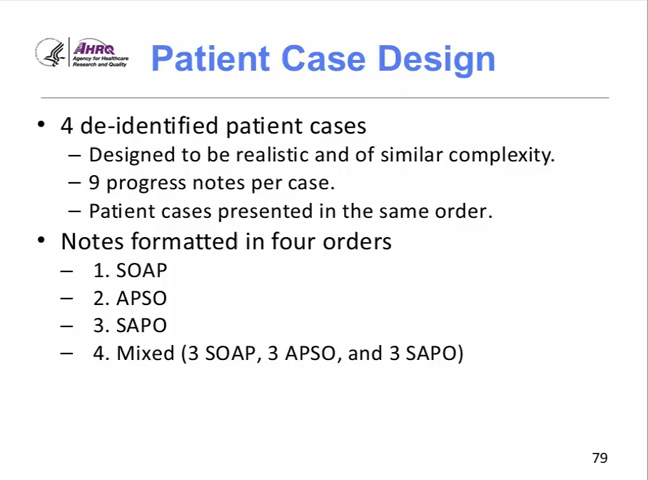 AHRQ
Agency for Healthcare
Research and Quality
Patient Case Design
• 4 de-identified patient cases
– Designed to be realistic and of similar complexity.
– 9 progress notes per case.
– Patient cases presented in the same order.
• Notes formatted in four orders
– 1. SOAP
– 2. APSO
– 3. SAPO
– 4. Mixed (3 SOAP, 3 APSO, and 3 SAPO)
79